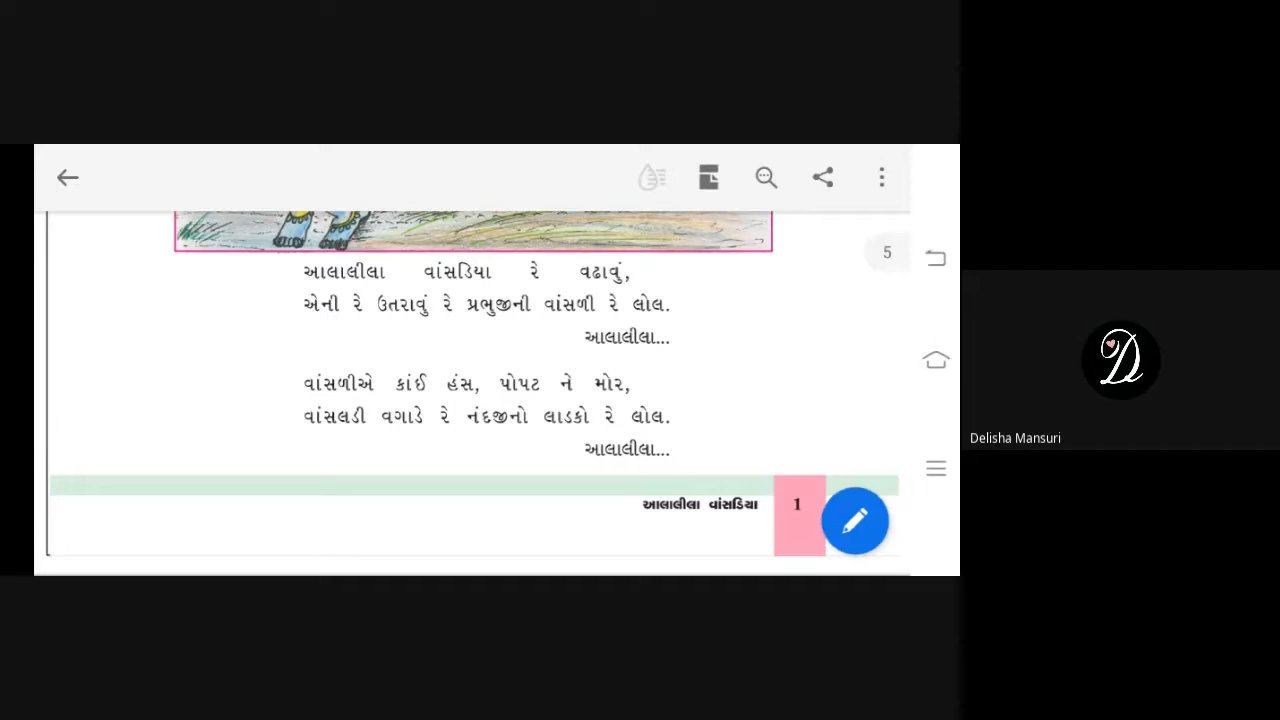 5
આલાલીલા વાંસડિયા રે વઢાવું,
એની રે ઉતરાવું રે પ્રભુજીની વાંસળી રે લોલ.
આલાલીલા...
વાંસળીએ કાંઈ હંસ, પોપટ ને મોર,
વાંસલડી વગાડે રે નંદજીનો લાડકો રે લોલ.
આલાલીલા...
આલાલીલા વાંસડિયા 1
D
Delisha Mansuri